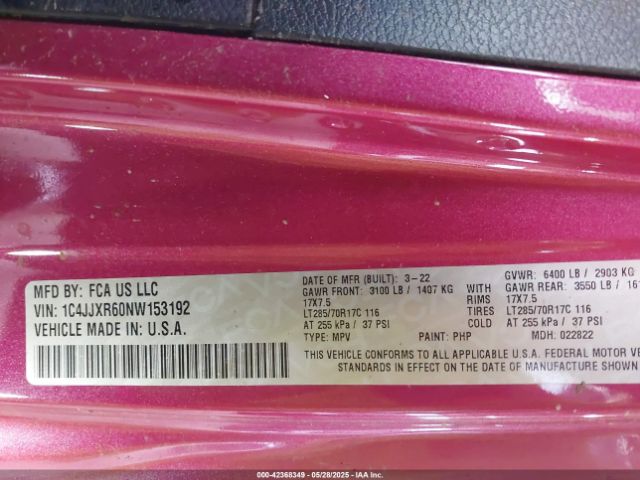 MFD BY: FCA US LLC
VIN: 1C4JJXR60NW153192
VEHICLE MADE IN: U.S.A.
DATE OF MFR (BUILT): 3-22 GVWR: 6400 LB / 2903 KG
GAWR FRONT: 3100 LB / 1407 KG WITH GAWR REAR: 3550 LB /
17X7.5 RIMS 17X7.5
LT285/70R17C 116 TIRES LT285/70R17C 116
AT 255 kPa / 37 PSI COLD AT 255 kPa / 37 PSI
TYPE: MPV PAINT: PHP MDH: 022822
THIS VEHICLE CONFORMS TO ALL APPLICABLE U.S.A. FEDERAL MOTOR
STANDARDS IN EFFECT ON THE DATE OF MANUFACTURE SHOWN
000-42368349 - 05/28/2025 - IAAI.com